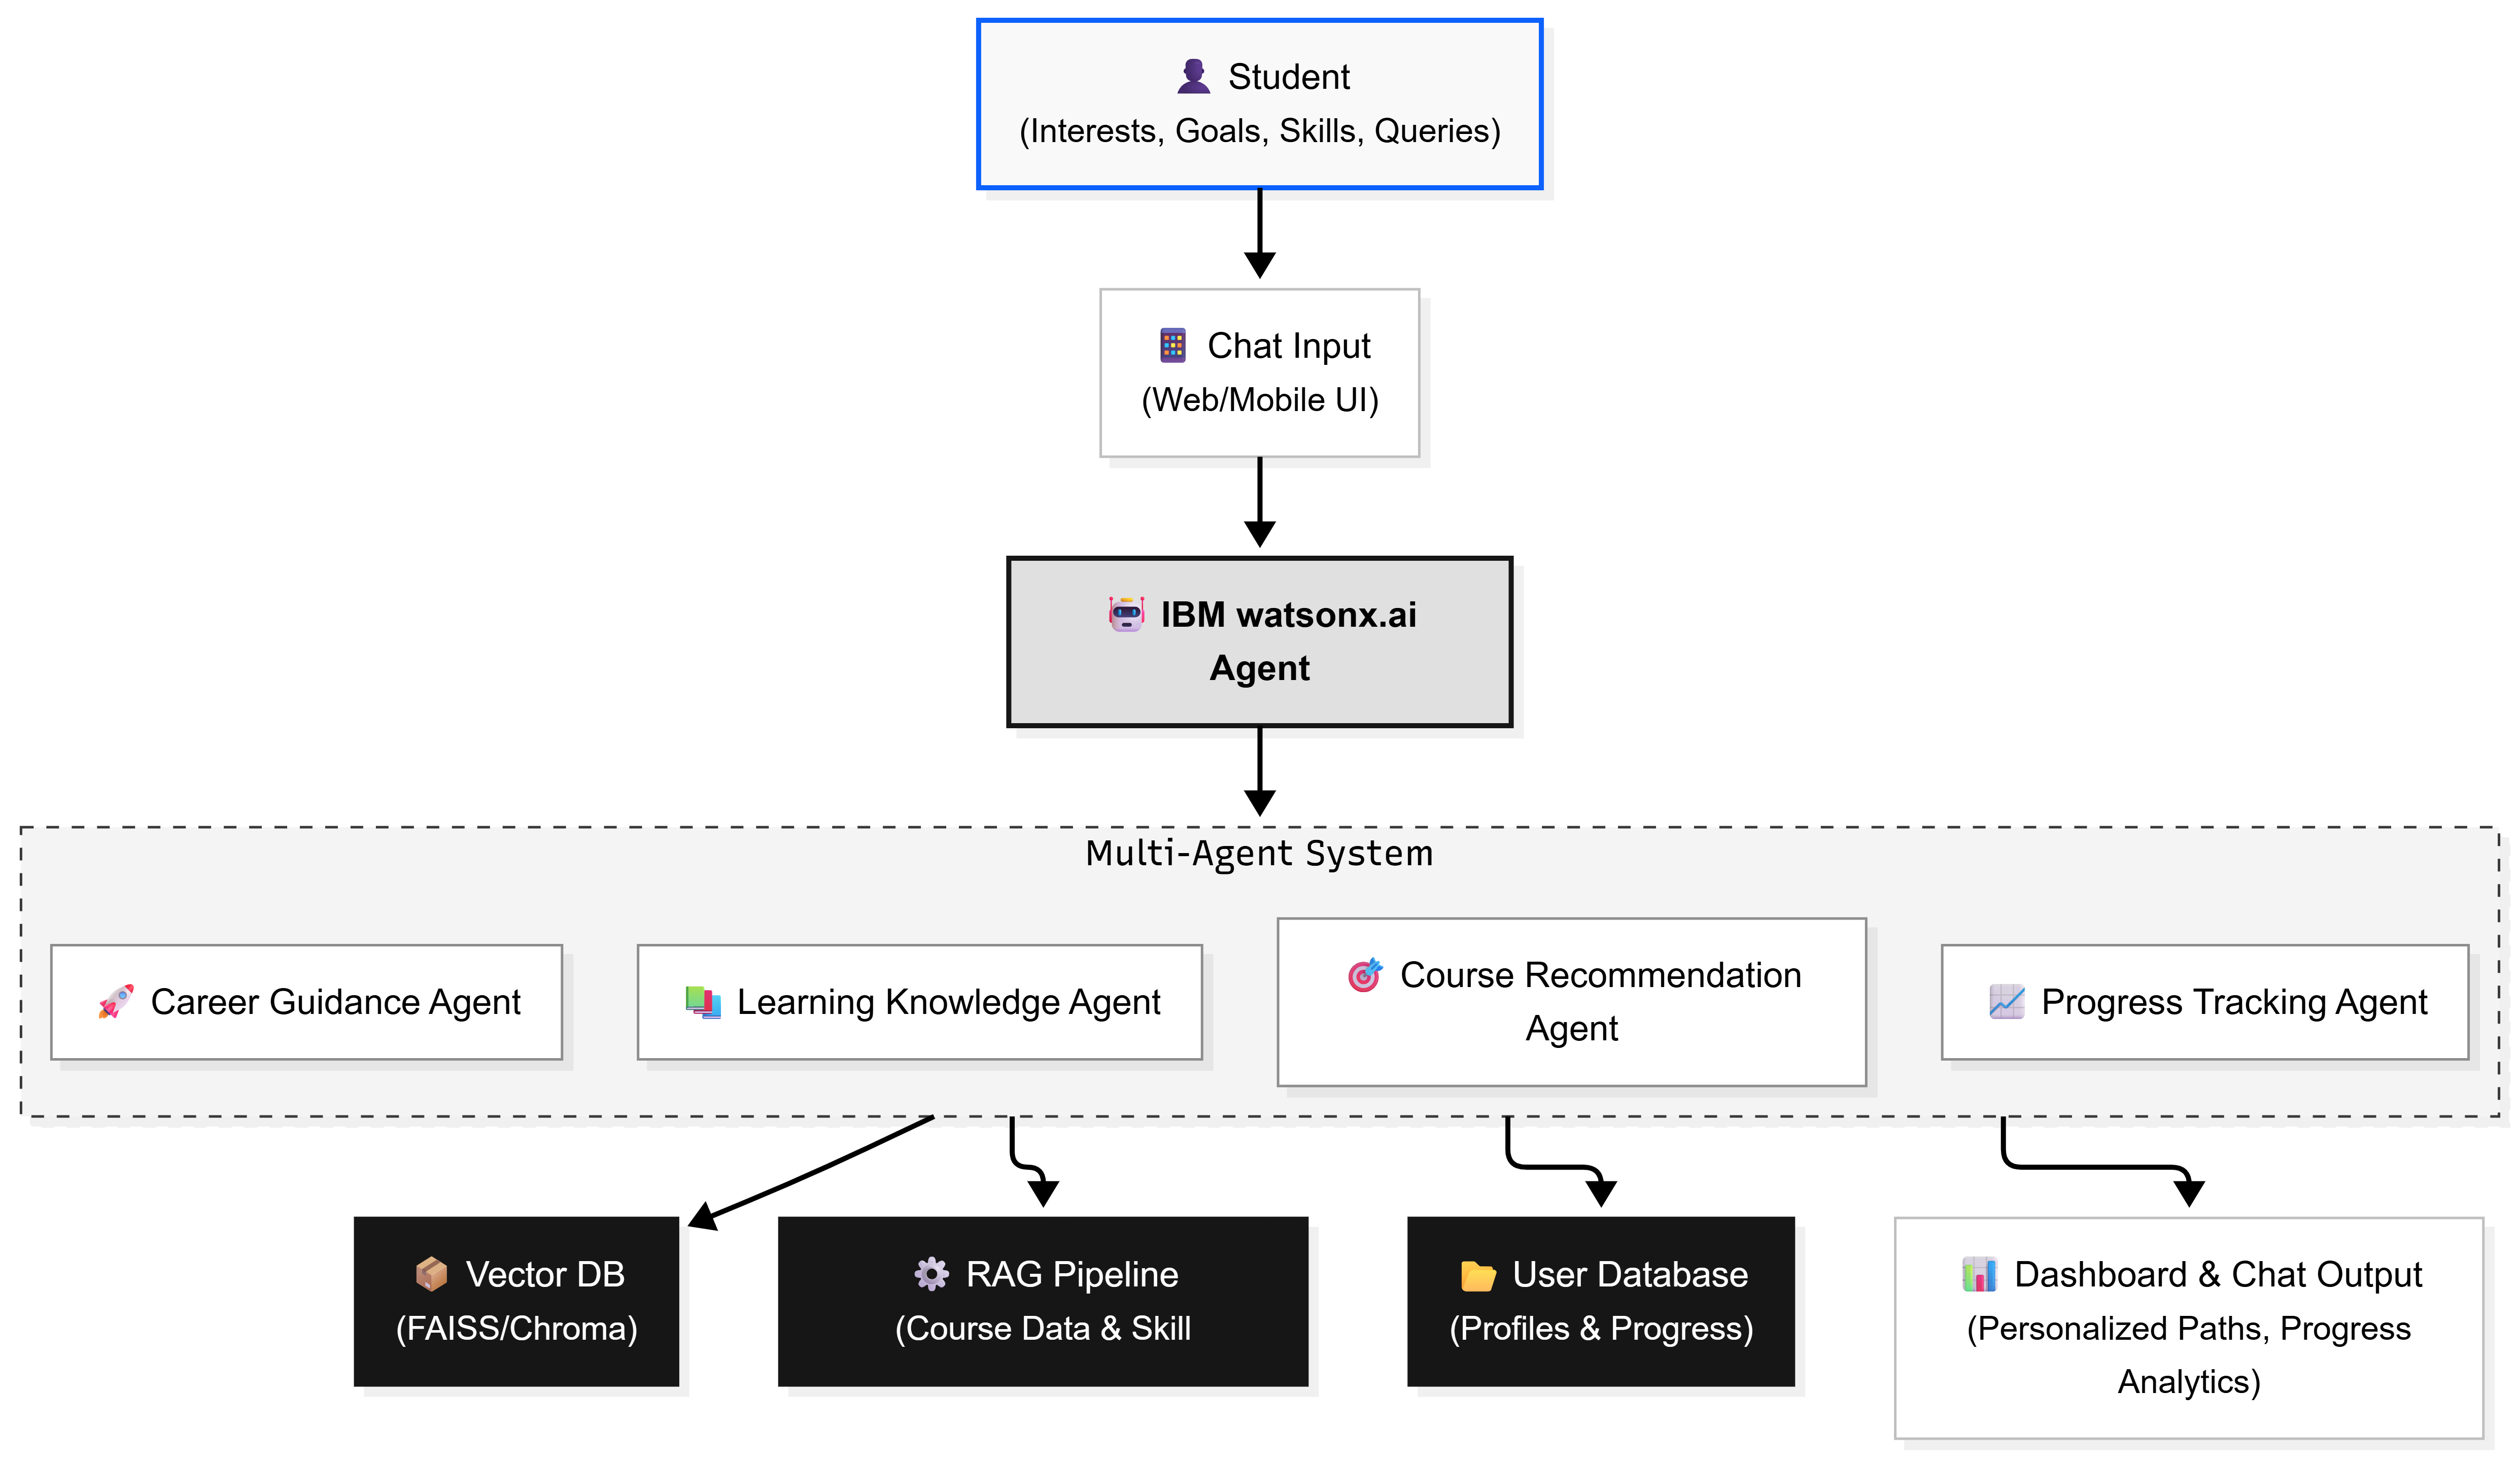 Student
(Interests, Goals, Skills, Queries)
Chat Input
(Web/Mobile UI)
IBM watsonx.ai
Agent
Multi-Agent System
Career Guidance Agent
Learning Knowledge Agent
Course Recommendation
Agent
Progress Tracking Agent
Vector DB
(FAISS/Chroma)
RAG Pipeline
(Course Data & Skill
User Database
(Profiles & Progress)
Dashboard & Chat Output
(Personalized Paths, Progress
Analytics)